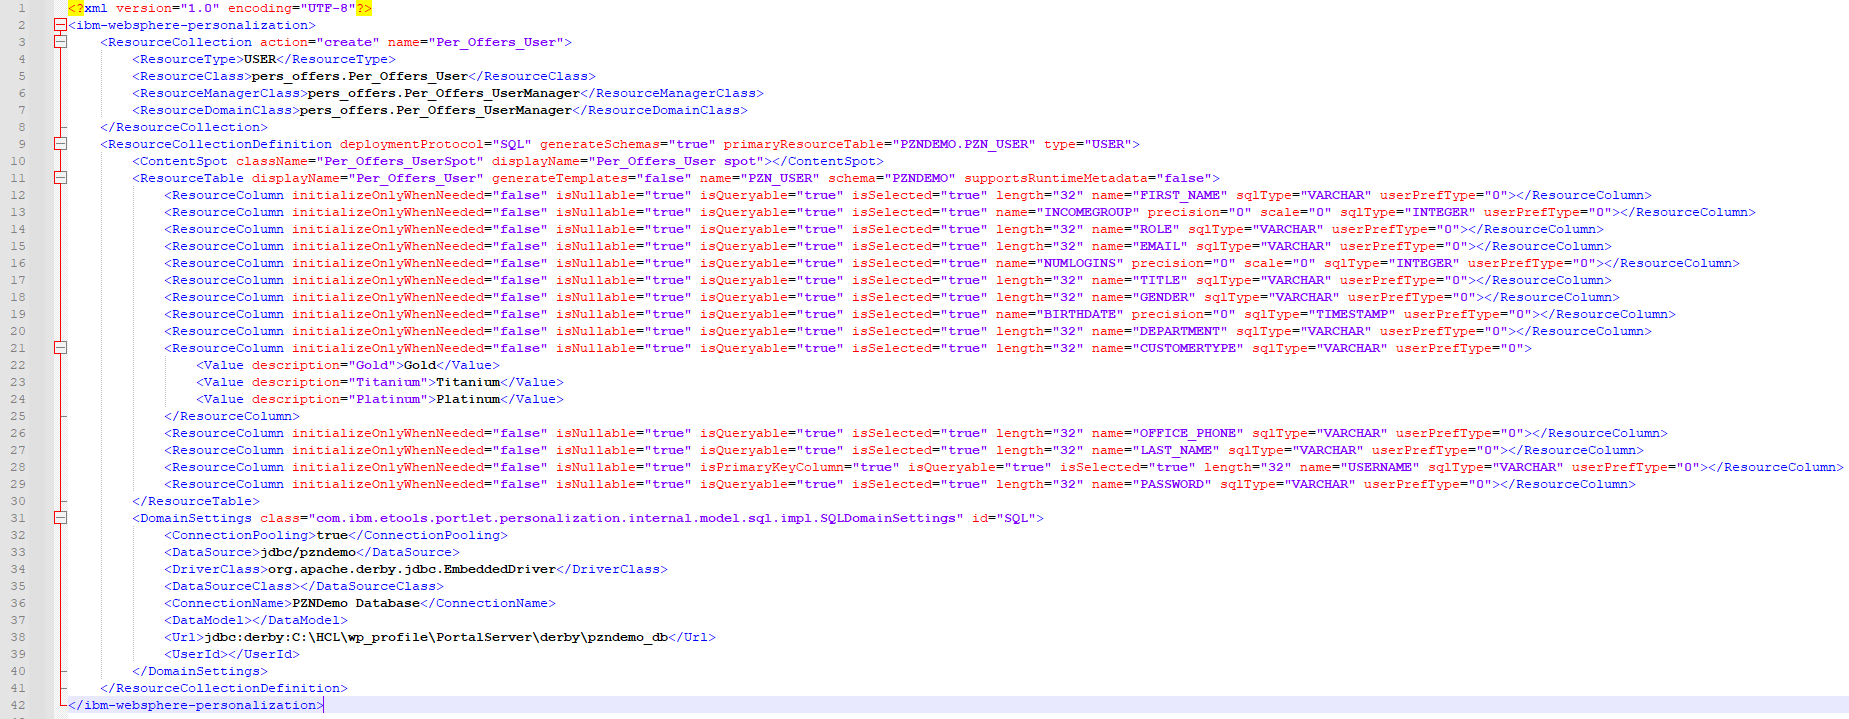 1 <?xml version="1.0" encoding="UTF-8"?>
2 <ibm-websphere-personalization>
3 <ResourceCollection action="create" name="Per_Offers_User">
4 <ResourceType>USER</ResourceType>
5 <ResourceClass>pers_offers.Per_Offers_User</ResourceClass>
6 <ResourceManagerClass>pers_offers.Per_Offers_UserManager</ResourceManagerClass>
7 <ResourceDomainClass>pers_offers.Per_Offers_UserManager</ResourceDomainClass>
8 </ResourceCollection>
9 <ResourceCollectionDefinition deploymentProtocol="SQL" generateSchemas="true" primaryResourceTable="PZNDEMO.PZN_USER" type="USER">
10 <ContentSpot className="Per_Offers_UserSpot" displayName="Per_Offers_User spot"></ContentSpot>
11 <ResourceTable displayName="Per_Offers_User" generateTemplates="false" name="PZN_USER" schema="PZNDEMO" supportsRuntimeMetadata="false">
12 <ResourceColumn initializeOnlyWhenNeeded="false" isNullable="true" isQueryable="true" isSelected="true" length="32" name="FIRST_NAME" sqlType="VARCHAR" userPrefType="0"></ResourceColumn>
13 <ResourceColumn initializeOnlyWhenNeeded="false" isNullable="true" isQueryable="true" isSelected="true" name="INCOMEGROUP" precision="0" scale="0" sqlType="INTEGER" userPrefType="0"></ResourceColumn>
14 <ResourceColumn initializeOnlyWhenNeeded="false" isNullable="true" isQueryable="true" isSelected="true" length="32" name="ROLE" sqlType="VARCHAR" userPrefType="0"></ResourceColumn>
15 <ResourceColumn initializeOnlyWhenNeeded="false" isNullable="true" isQueryable="true" isSelected="true" length="32" name="EMAIL" sqlType="VARCHAR" userPrefType="0"></ResourceColumn>
16 <ResourceColumn initializeOnlyWhenNeeded="false" isNullable="true" isQueryable="true" isSelected="true" name="NUMLOGINS" precision="0" scale="0" sqlType="INTEGER" userPrefType="0"></ResourceColumn>
17 <ResourceColumn initializeOnlyWhenNeeded="false" isNullable="true" isQueryable="true" isSelected="true" length="32" name="TITLE" sqlType="VARCHAR" userPrefType="0"></ResourceColumn>
18 <ResourceColumn initializeOnlyWhenNeeded="false" isNullable="true" isQueryable="true" isSelected="true" length="32" name="GENDER" sqlType="VARCHAR" userPrefType="0"></ResourceColumn>
19 <ResourceColumn initializeOnlyWhenNeeded="false" isNullable="true" isQueryable="true" isSelected="true" name="BIRTHDATE" precision="0" sqlType="TIMESTAMP" userPrefType="0"></ResourceColumn>
20 <ResourceColumn initializeOnlyWhenNeeded="false" isNullable="true" isQueryable="true" isSelected="true" length="32" name="DEPARTMENT" sqlType="VARCHAR" userPrefType="0"></ResourceColumn>
21 <ResourceColumn initializeOnlyWhenNeeded="false" isNullable="true" isQueryable="true" isSelected="true" length="32" name="CUSTOMERTYPE" sqlType="VARCHAR" userPrefType="0">
22 <Value description="Gold">Gold</Value>
23 <Value description="Titanium">Titanium</Value>
24 <Value description="Platinum">Platinum</Value>
25 </ResourceColumn>
26 <ResourceColumn initializeOnlyWhenNeeded="false" isNullable="true" isQueryable="true" isSelected="true" length="32" name="OFFICE_PHONE" sqlType="VARCHAR" userPrefType="0"></ResourceColumn>
27 <ResourceColumn initializeOnlyWhenNeeded="false" isNullable="true" isQueryable="true" isSelected="true" length="32" name="LAST_NAME" sqlType="VARCHAR" userPrefType="0"></ResourceColumn>
28 <ResourceColumn initializeOnlyWhenNeeded="false" isNullable="true" isPrimaryKeyColumn="true" isQueryable="true" isSelected="true" length="32" name="USERNAME" sqlType="VARCHAR" userPrefType="0"></ResourceColumn>
29 <ResourceColumn initializeOnlyWhenNeeded="false" isNullable="true" isQueryable="true" isSelected="true" length="32" name="PASSWORD" sqlType="VARCHAR" userPrefType="0"></ResourceColumn>
30 </ResourceTable>
31 <DomainSettings class="com.ibm.etools.portlet.personalization.internal.model.sql.impl.SQLDomainSettings" id="SQL">
32 <ConnectionPooling>true</ConnectionPooling>
33 <DataSource>jdbc/pzndemo</DataSource>
34 <DriverClass>org.apache.derby.jdbc.EmbeddedDriver</DriverClass>
35 <DataSourceClass></DataSourceClass>
36 <ConnectionName>PZNDemo Database</ConnectionName>
37 <DataModel></DataModel>
38 <Url>jdbc:derby:C:\HCL\wp_profile\PortalServer\derby\pzndemo_db</Url>
39 <UserId></UserId>
40 </DomainSettings>
41 </ResourceCollectionDefinition>
42 </ibm-websphere-personalization>